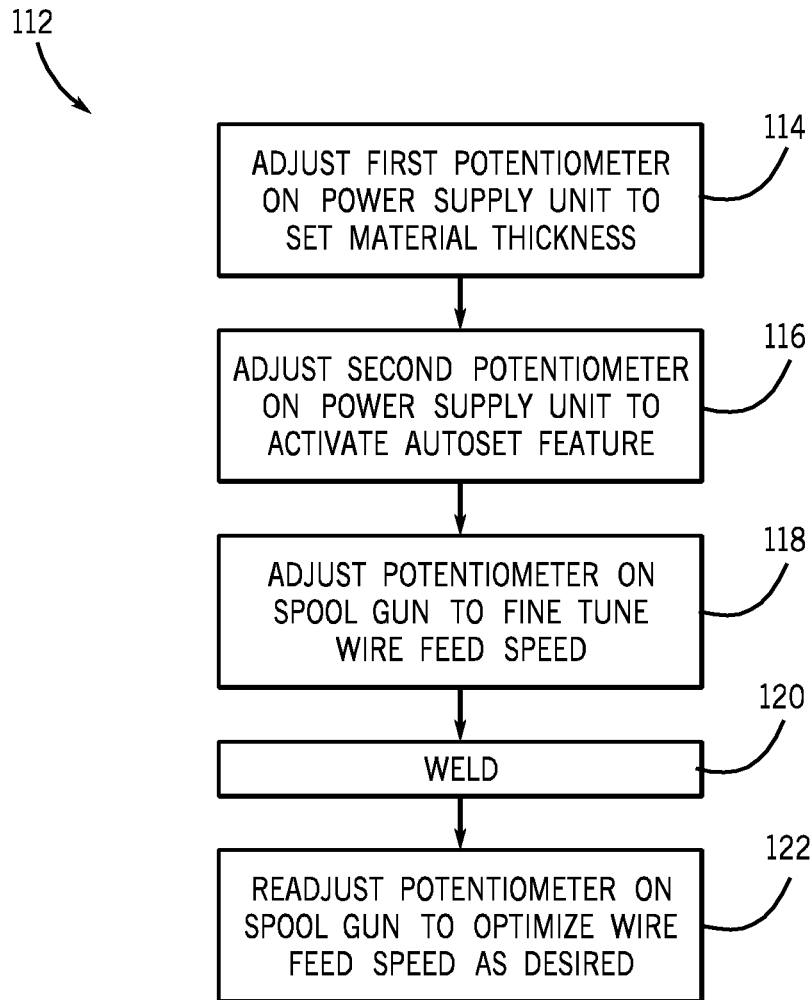 112
114
ADJUST FIRST POTENTIOMETER
ON POWER SUPPLY UNIT TO
SET MATERIAL THICKNESS
116
ADJUST SECOND POTENTIOMETER
ON POWER SUPPLY UNIT TO
ACTIVATE AUTOSET FEATURE
118
ADJUST POTENTIOMETER ON
SPOOL GUN TO FINE TUNE
WIRE FEED SPEED
120
WELD
122
READJUST POTENTIOMETER ON
SPOOL GUN TO OPTIMIZE WIRE
FEED SPEED AS DESIRED